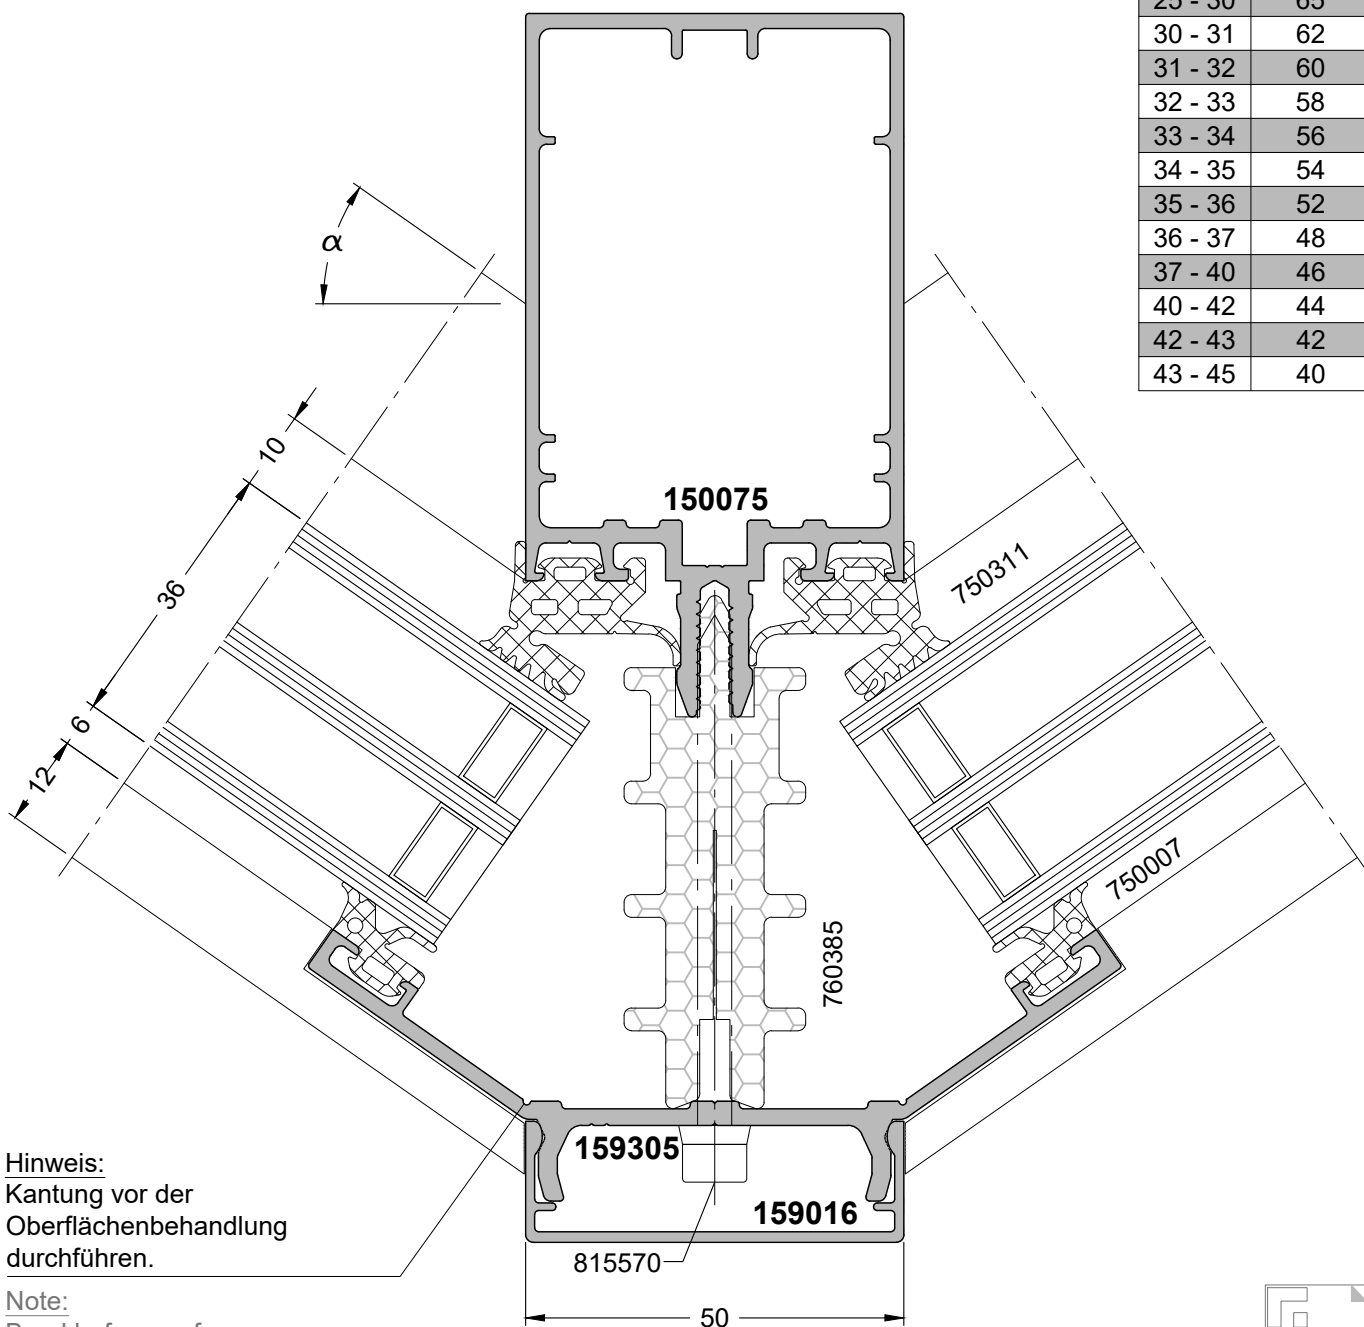 25 - 30 65
30 - 31 62
31 - 32 60
32 - 33 58
33 - 34 56
34 - 35 54
35 - 36 52
36 - 37 48
37 - 40 46
40 - 42 44
42 - 43 42
43 - 45 40
α
10
36
6
12
150075
750311
750007
760385
159305
159016
815570
50
Hinweis:
Kantung vor der
Oberflächenbehandlung
durchführen.
Note: